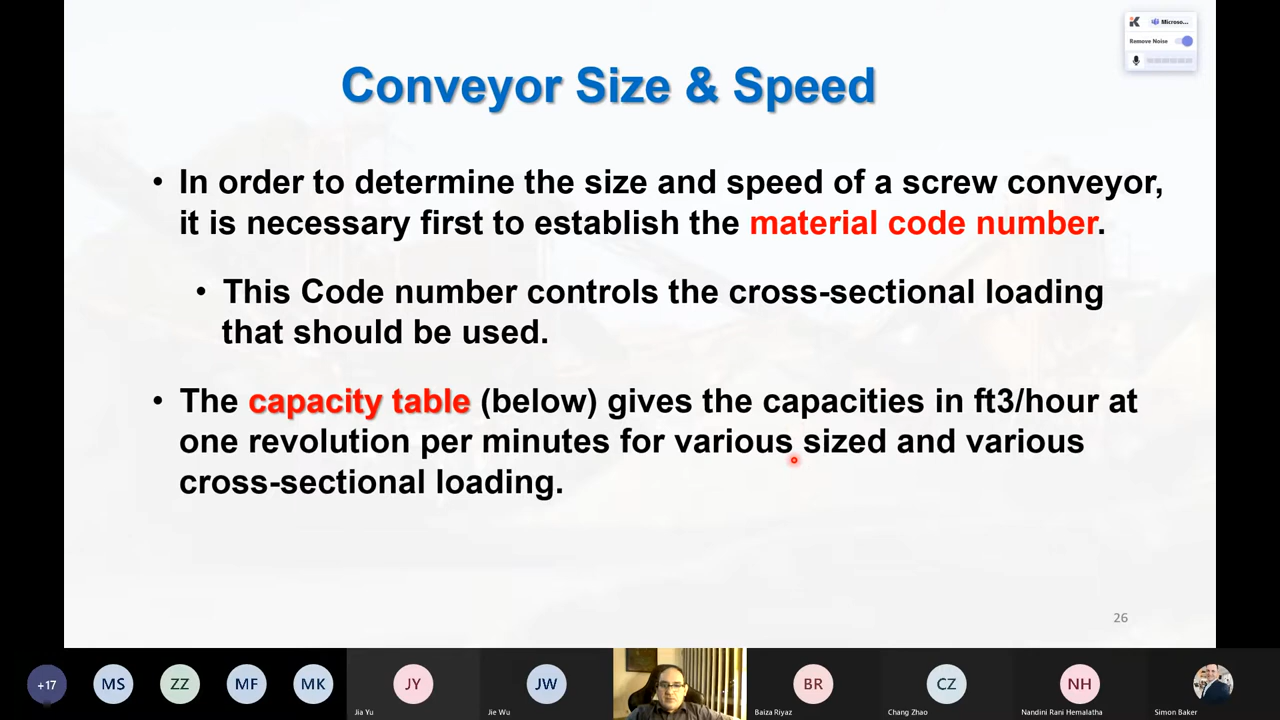 Microso...
Remove Noise
Conveyor Size & Speed
• In order to determine the size and speed of a screw conveyor,
it is necessary first to establish the material code number.
• This Code number controls the cross-sectional loading
that should be used.
• The capacity table (below) gives the capacities in ft3/hour at
one revolution per minutes for various sized and various
cross-sectional loading.
26
+17
MS
ZZ
MF
MK
JY
JW
BR
CZ
NH
Jia Yu
Jie Wu
Baiza Riyaz
Chang Zhao
Nandini Rani Hemalatha
Simon Baker